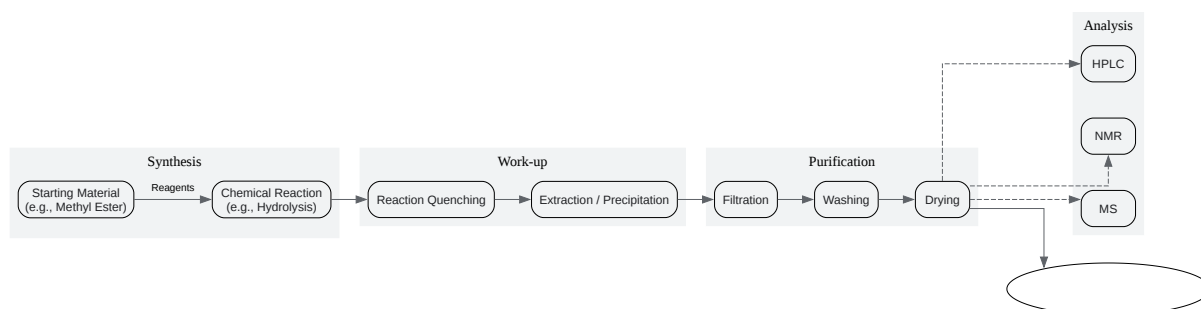 Analysis
HPLC
NMR
MS
Synthesis
Starting Material
(e.g., Methyl Ester)
Reagents
Chemical Reaction
(e.g., Hydrolysis)
Work-up
Reaction Quenching
Extraction / Precipitation
Purification
Filtration
Washing
Drying